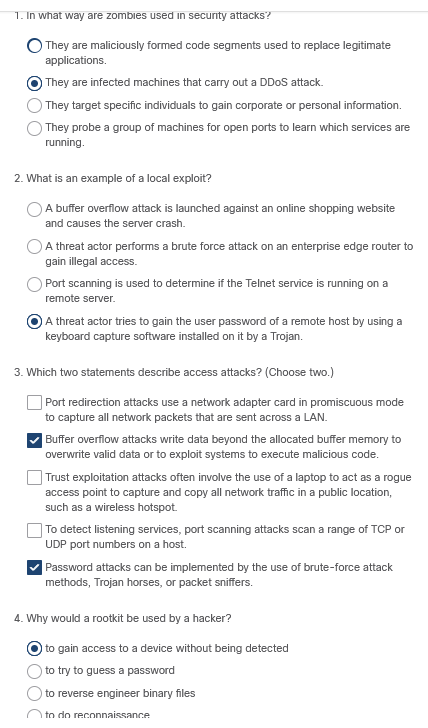 1. In what way are zombies used in security attacks?
They are maliciously formed code segments used to replace legitimate
applications.
They are infected machines that carry out a DDoS attack.
They target specific individuals to gain corporate or personal information.
They probe a group of machines for open ports to learn which services are
running.
2. What is an example of a local exploit?
A buffer overflow attack is launched against an online shopping website
and causes the server crash.
A threat actor performs a brute force attack on an enterprise edge router to
gain illegal access.
Port scanning is used to determine if the Telnet service is running on a
remote server.
A threat actor tries to gain the user password of a remote host by using a
keyboard capture software installed on it by a Trojan.
3. Which two statements describe access attacks? (Choose two.)
Port redirection attacks use a network adapter card in promiscuous mode
to capture all network packets that are sent across a LAN.
Buffer overflow attacks write data beyond the allocated buffer memory to
overwrite valid data or to exploit systems to execute malicious code.
Trust exploitation attacks often involve the use of a laptop to act as a rogue
access point to capture and copy all network traffic in a public location,
such as a wireless hotspot.
To detect listening services, port scanning attacks scan a range of TCP or
UDP port numbers on a host.
Password attacks can be implemented by the use of brute-force attack
methods, Trojan horses, or packet sniffers.
4. Why would a rootkit be used by a hacker?
to gain access to a device without being detected
to try to guess a password
to reverse engineer binary files
to do reconnaissance